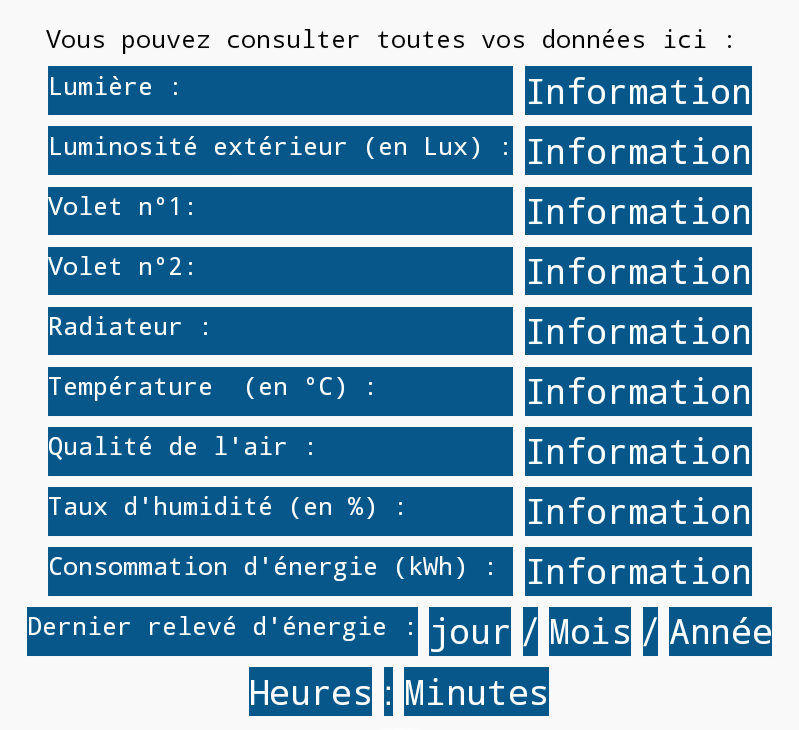 Vous pouvez consulter toutes vos données ici :
Lumière : Information
Luminosité extérieur (en Lux) : Information
Volet n°1: Information
Volet n°2: Information
Radiateur : Information
Température  (en °C) : Information
Qualité de l'air : Information
Taux d'humidité (en %) : Information
Consommation d'énergie (kWh) : Information
Dernier relevé d'énergie : jour / Mois / Année
Heures : Minutes